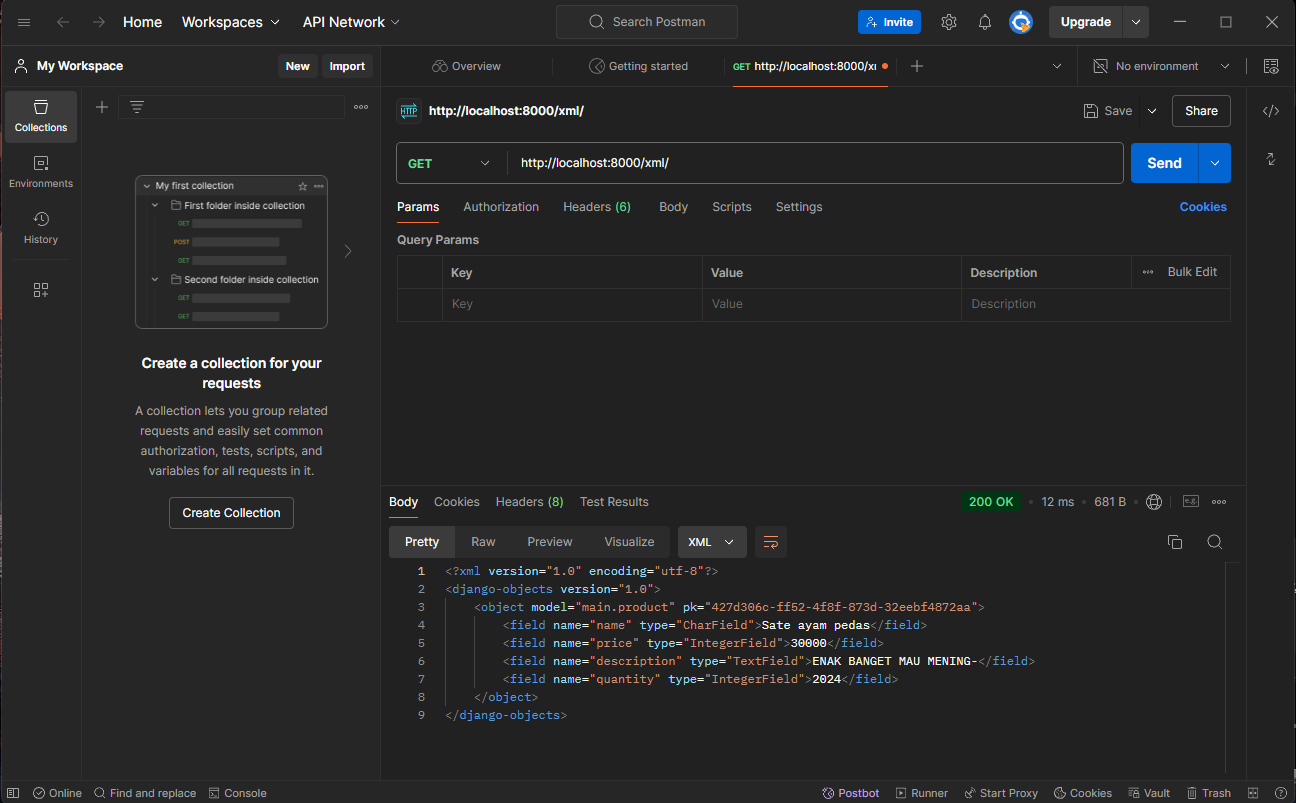 Home Workspaces API Network Search Postman Invite Upgrade
My Workspace New Import Overview Getting started GET http://localhost:8000/xı No environment
Collections
Environments
History
My first collection
First folder inside collection
GET
POST
GET
Second folder inside collection
GET
GET
Create a collection for your
requests
A collection lets you group related
requests and easily set common
authorization, tests, scripts, and
variables for all requests in it.
Create Collection
HTTP http://localhost:8000/xml/ Save Share
GET http://localhost:8000/xml/ Send
Params Authorization Headers (6) Body Scripts Settings Cookies
Query Params
Key Value Description Bulk Edit
Key Value Description
Body Cookies Headers (8) Test Results 200 OK 12 ms 681 B e.g.
Pretty Raw Preview Visualize XML
1 <?xml version="1.0" encoding="utf-8"?>
2 <django-objects version="1.0">
3 <object model="main.product" pk="427d306c-ff52-4f8f-873d-32eebf4872aa">
4 <field name="name" type="CharField">Sate ayam pedas</field>
5 <field name="price" type="IntegerField">30000</field>
6 <field name="description" type="TextField">ENAK BANGET MAU MENING-</field>
7 <field name="quantity" type="IntegerField">2024</field>
8 </object>
9 </django-objects>
Online Find and replace Console Postbot Runner Start Proxy Cookies Vault Trash